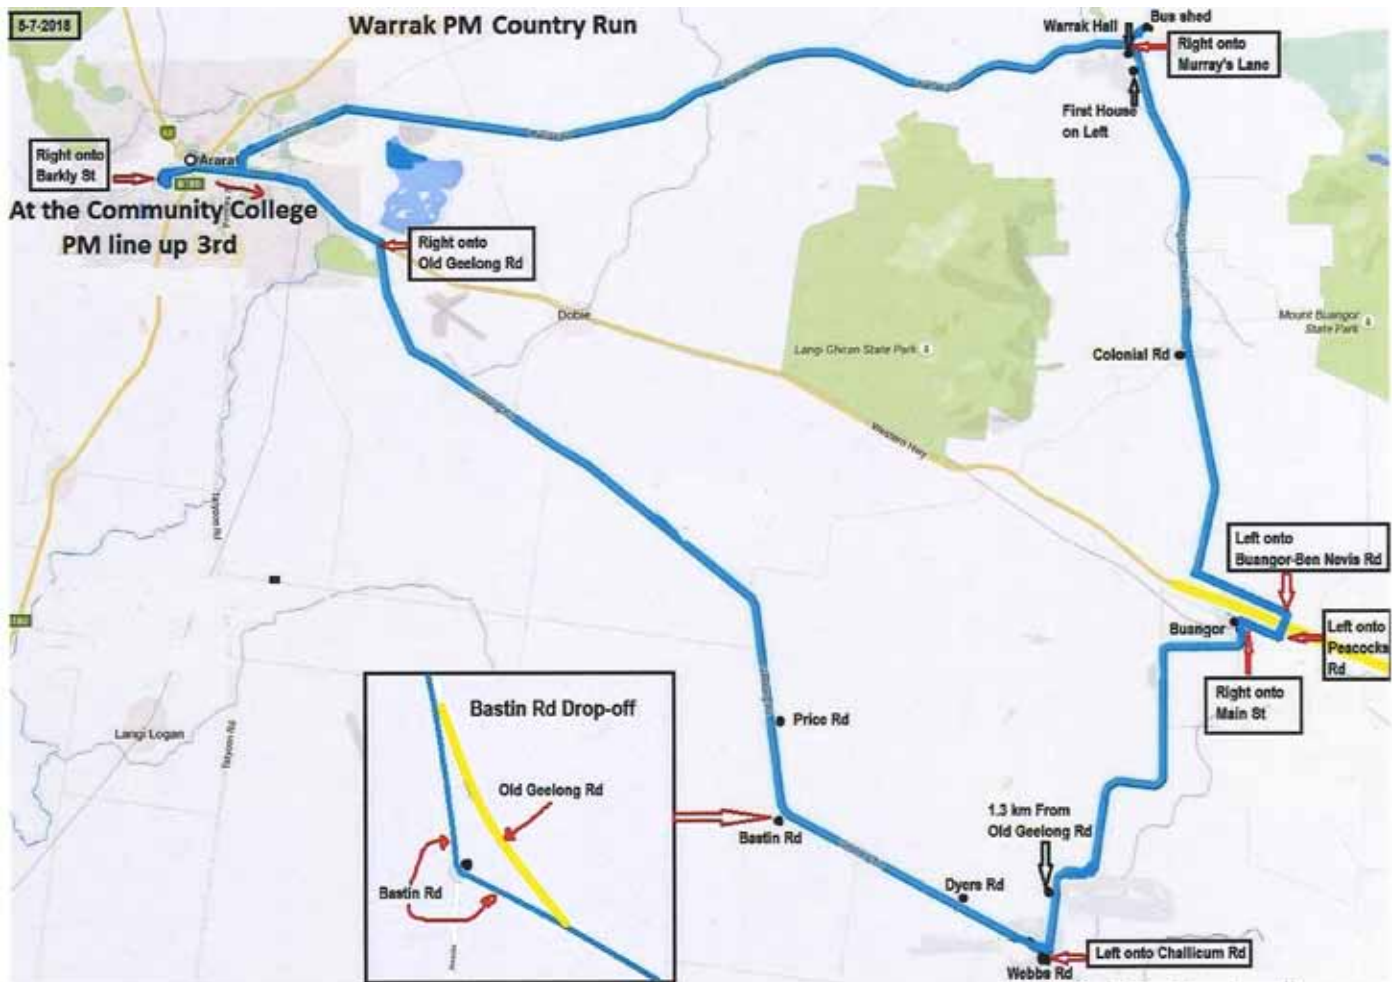 5-7-2018
Warrak PM Country Run
Bus shed
Warrak Hall
Right onto
Murray's Lane
First House
on Left
Right onto
Barkly St
Ararat
At the Community College
PM line up 3rd
Right onto
Old Geelong Rd
Dobie
Langi Ghiran State Park
Mount Buangor
State Park
Colonial Rd
Western Hwy
Tatyoon Rd
Left onto
Buangor-Ben Nevis Rd
Buangor
Left onto
Peacocks
Rd
Right onto
Main St
Bastin Rd Drop-off
Price Rd
Langi Logan
Tatyoon Rd
Old Geelong Rd
1.3 km From
Old Geelong Rd
Bastin Rd
Bastin Rd
Dyers Rd
Left onto Challicum Rd
Webbs Rd